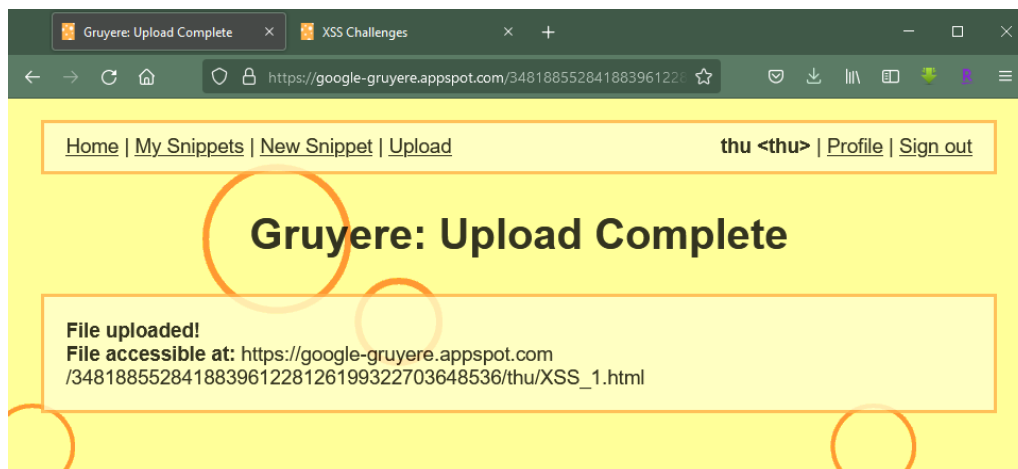 Gruyere: Upload Complete
XSS Challenges
https://google-gruyere.appspot.com/348188552841883961228
Home | My Snippets | New Snippet | Upload
thu <thu> | Profile | Sign out
Gruyere: Upload Complete
File uploaded!
File accessible at: https://google-gruyere.appspot.com
/348188552841883961228126199322703648536/thu/XSS_1.html